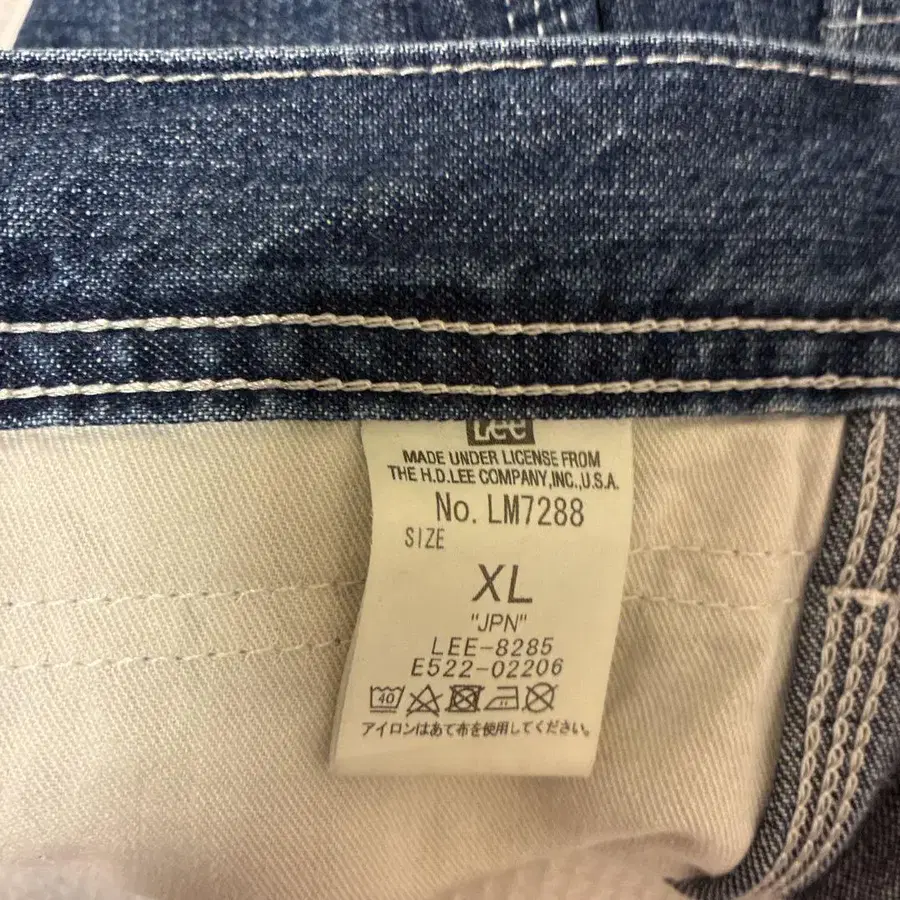 Lee
MADE UNDER LICENSE FROM
THE H.D.LEE COMPANY,INC.,U.S.A.
No. LM7288
SIZE
XL
"JPN"
LEE-8285
E522-02206
40
アイロンはあて布を使用してください。